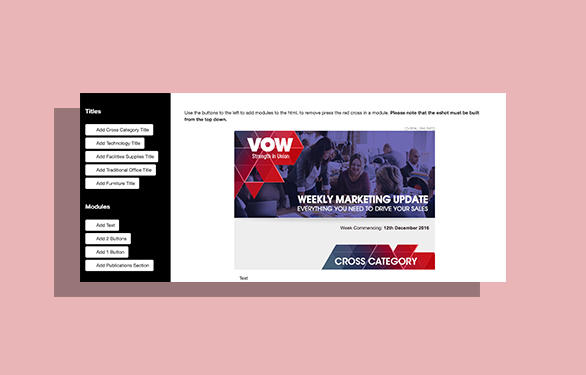 Titles
Add Cross Category Title
Add Technology Title
Add Facilities Supplies Title
Add Traditional Office Title
Add Furniture Title
Modules
Add Text
Add 2 Buttons
Add 1 Button
Add Publications Section
Use the buttons to the left to add modules to the html, to remove press the red cross in a module. Please note that the eshot must be built
from the top down.
VOW
Strength in Union
WEEKLY MARKETING UPDATE
EVERYTHING YOU NEED TO DRIVE YOUR SALES
Week Commencing: 12th December 2016
CROSS CATEGORY
Text